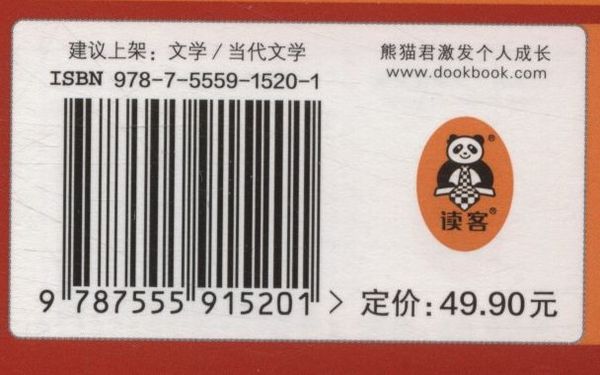 建议上架：文学/当代文学
ISBN 978-7-5559-1520-1
熊猫君激发个人成长
www.dookbook.com
读客®
9 787555 915201 >
定价：49.90元